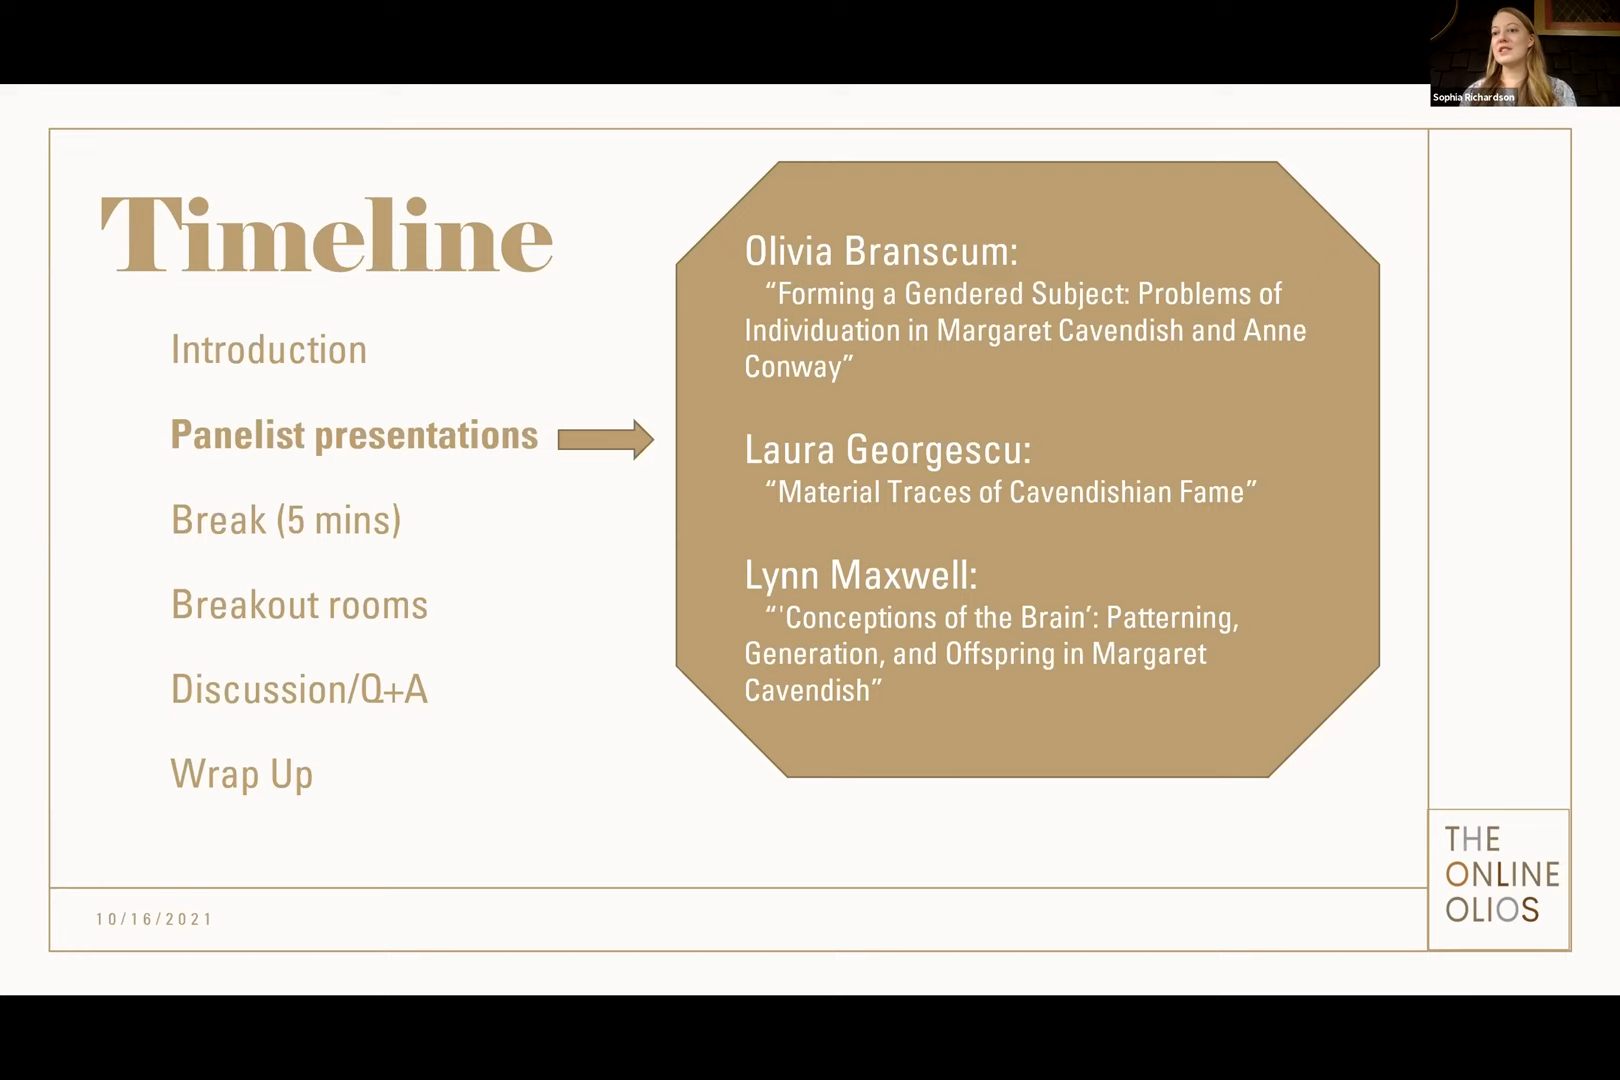 Sophia Richardson
Timeline
Introduction
Panelist presentations
Break (5 mins)
Breakout rooms
Discussion/Q+A
Wrap Up
Olivia Branscum:
“Forming a Gendered Subject: Problems of
Individuation in Margaret Cavendish and Anne
Conway”
Laura Georgescu:
“Material Traces of Cavendishian Fame”
Lynn Maxwell:
“'Conceptions of the Brain’: Patterning,
Generation, and Offspring in Margaret
Cavendish”
10/16/2021
THE
ONLINE
OLIOS